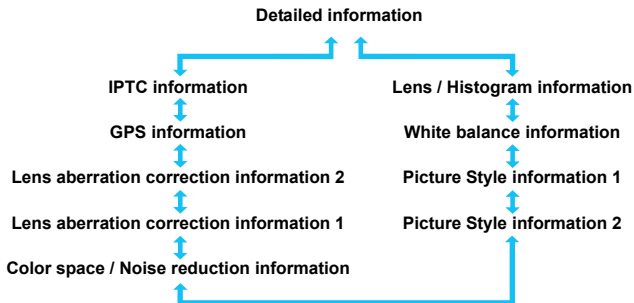 Detailed information
IPTC information
Lens / Histogram information
GPS information
White balance information
Lens aberration correction information 2
Picture Style information 1
Lens aberration correction information 1
Picture Style information 2
Color space / Noise reduction information